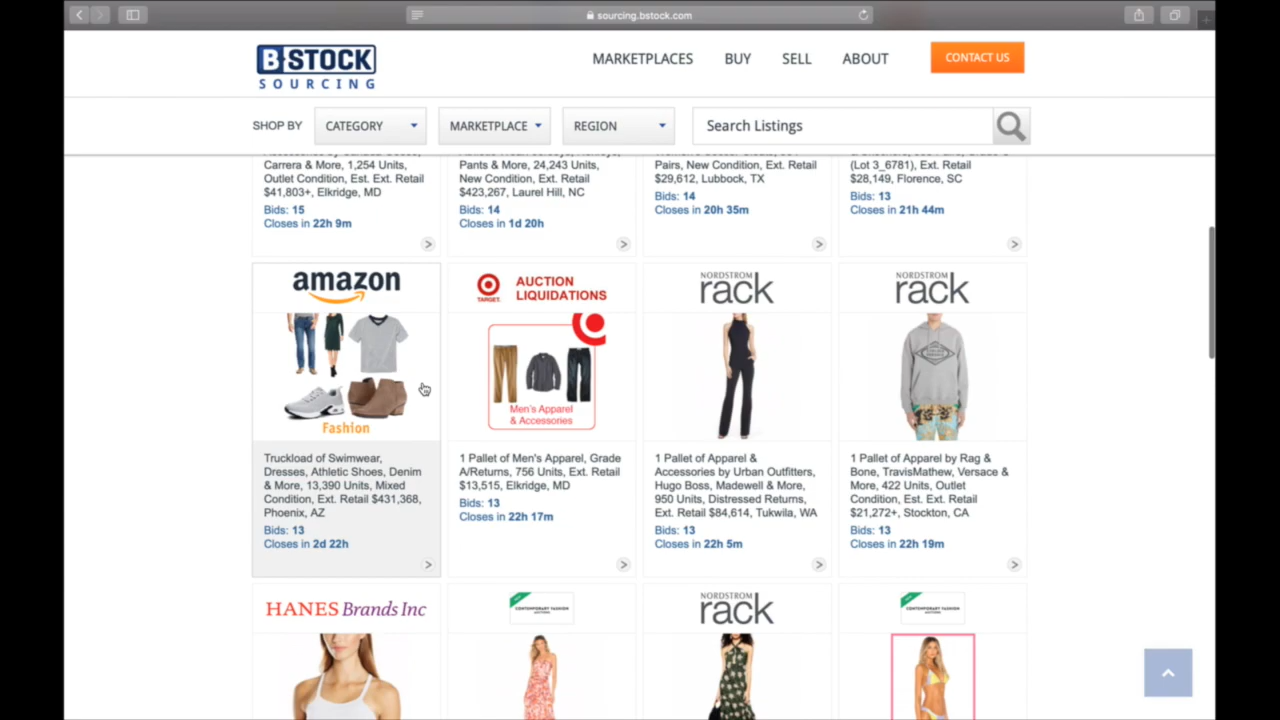 sourcing.bstock.com
B-STOCK
SOURCING
MARKETPLACES
BUY
SELL
ABOUT
CONTACT US
SHOP BY
CATEGORY
MARKETPLACE
REGION
Search Listings
Carrera & More, 1,254 Units,
Outlet Condition, Est. Ext. Retail
$41,803+, Elkridge, MD
Bids: 15
Closes in 22h 9m
Pants & More, 24,243 Units,
New Condition, Ext. Retail
$423,267, Laurel Hill, NC
Bids: 14
Closes in 1d 20h
Pairs, New Condition, Ext. Retail
$29,612, Lubbock, TX
Bids: 14
Closes in 20h 35m
(Lot 3_6781), Ext. Retail
$28,149, Florence, SC
Bids: 13
Closes in 21h 44m
amazon
Fashion
Truckload of Swimwear,
Dresses, Athletic Shoes, Denim
& More, 13,390 Units, Mixed
Condition, Ext. Retail $431,368,
Phoenix, AZ
Bids: 13
Closes in 2d 22h
TARGET.
AUCTION
LIQUIDATIONS
Men's Apparel
& Accessories
1 Pallet of Men's Apparel, Grade
A/Returns, 756 Units, Ext. Retail
$13,515, Elkridge, MD
Bids: 13
Closes in 22h 17m
NORDSTROM
rack
1 Pallet of Apparel &
Accessories by Urban Outfitters,
Hugo Boss, Madewell & More,
950 Units, Distressed Returns,
Ext. Retail $84,614, Tukwila, WA
Bids: 13
Closes in 22h 5m
NORDSTROM
rack
1 Pallet of Apparel by Rag &
Bone, TravisMathew, Versace &
More, 422 Units, Outlet
Condition, Est. Ext. Retail
$21,272+, Stockton, CA
Bids: 13
Closes in 22h 19m
HANES Brands Inc
CONTEMPORARY FASHION
NORDSTROM
rack
CONTEMPORARY FASHION